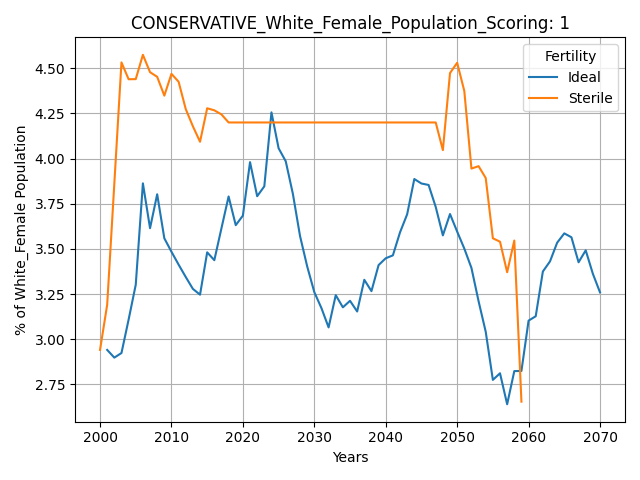 CONSERVATIVE_White_Female_Population_Scoring: 1
Fertility
Ideal
Sterile
% of White_Female Population
4.50
4.25
4.00
3.75
3.50
3.25
3.00
2.75
2000 2010 2020 2030 2040 2050 2060 2070
Years